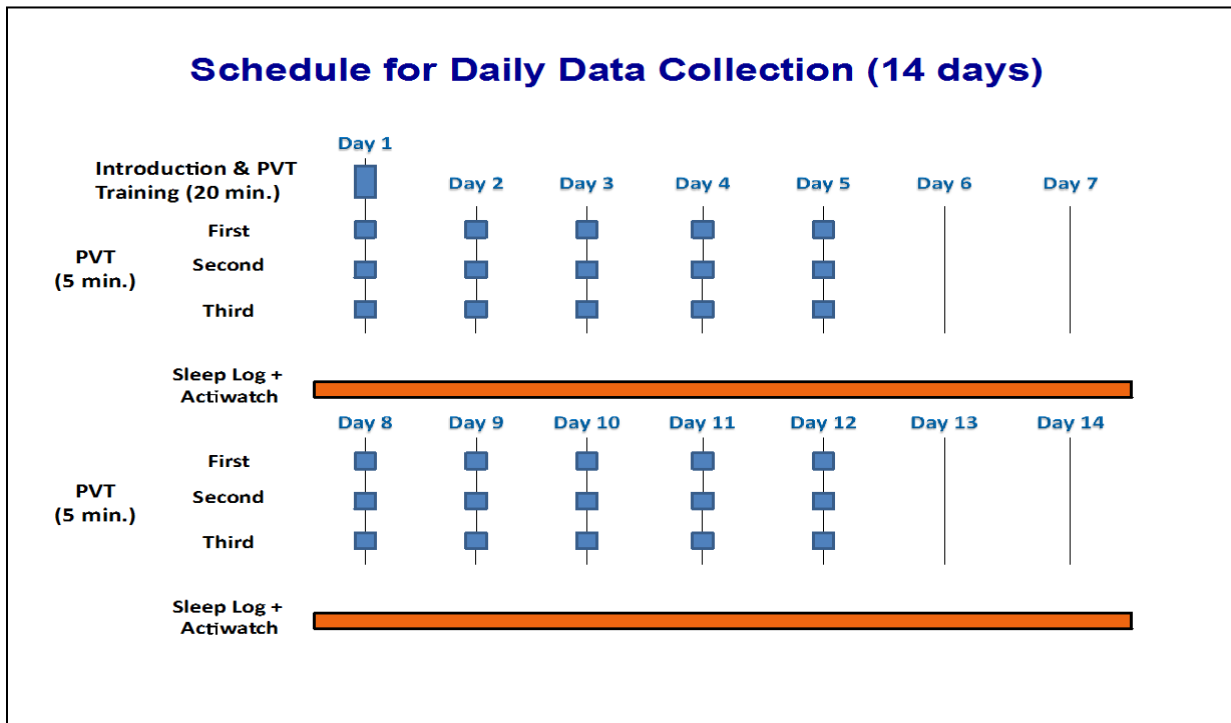 Schedule for Daily Data Collection (14 days)
Day 1
Introduction & PVT
Training (20 min.)
Day 2 Day 3 Day 4 Day 5 Day 6 Day 7
First
PVT
(5 min.)
Second
Third
Sleep Log +
Actiwatch
Day 8 Day 9 Day 10 Day 11 Day 12 Day 13 Day 14
First
PVT
(5 min.)
Second
Third
Sleep Log +
Actiwatch